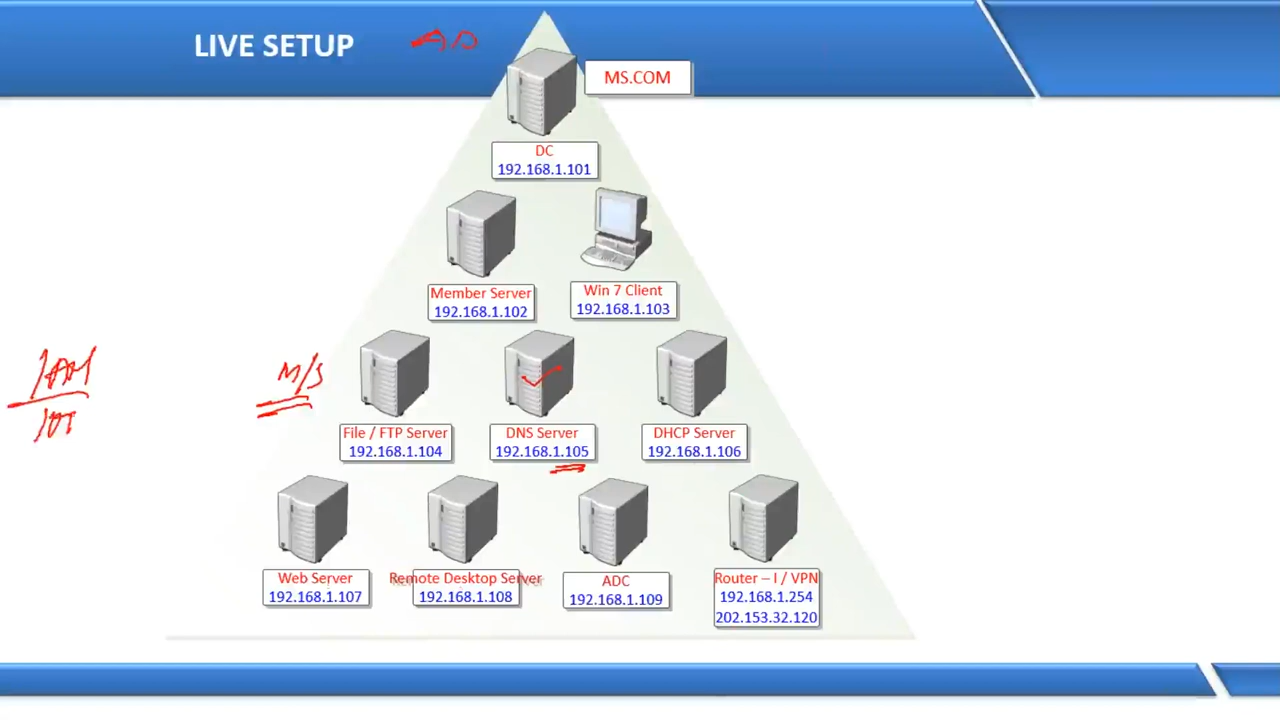 LIVE SETUP
AD
MS.COM
DC
192.168.1.101
Member Server
192.168.1.102
Win 7 Client
192.168.1.103
M/S
File / FTP Server
192.168.1.104
DNS Server
192.168.1.105
DHCP Server
192.168.1.106
Web Server
192.168.1.107
Remote Desktop Server
192.168.1.108
ADC
192.168.1.109
Router – I / VPN
192.168.1.254
202.153.32.120